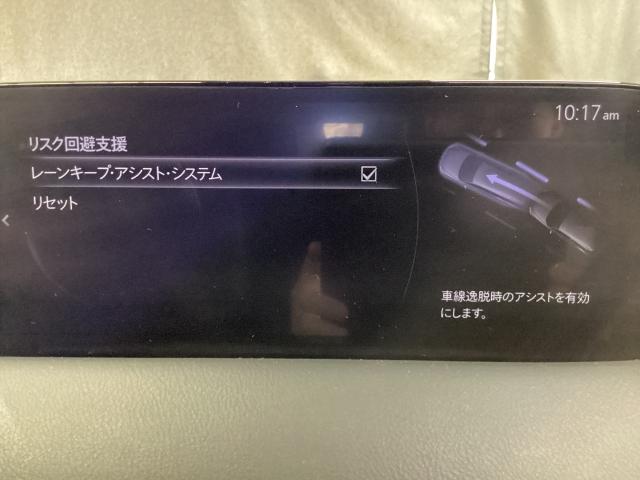 10:17 am
リスク回避支援
レーンキープ・アシスト・システム
リセット
車線逸脱時のアシストを有効
にします。